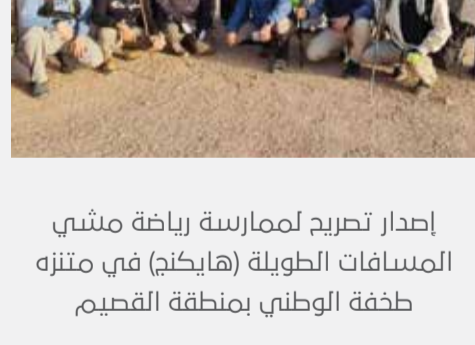 إصدار تصريح لممارسة رياضة مشي
المسافات الطويلة (هايكنج) في متنزه
طخفة الوطني بمنطقة القصيم